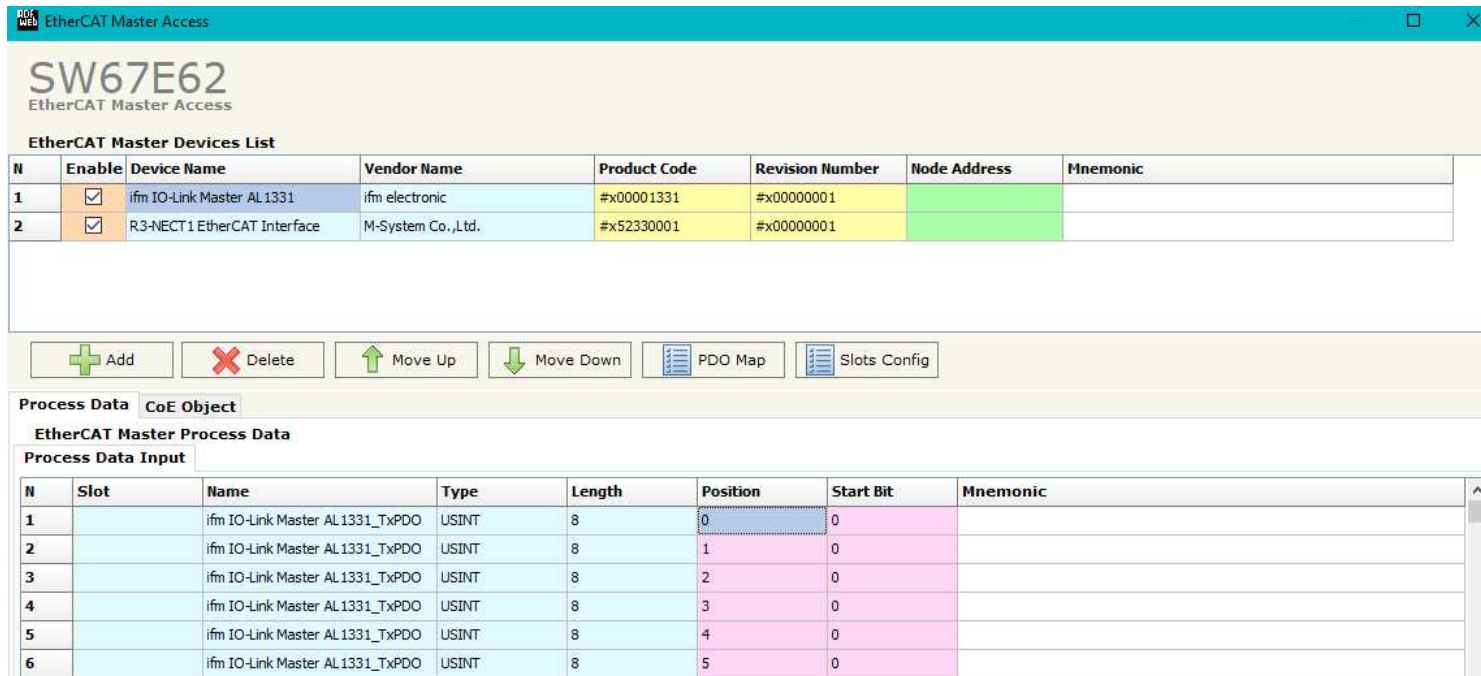 ADF
WEB EtherCAT Master Access
SW67E62
EtherCAT Master Access
EtherCAT Master Devices List
N Enable Device Name Vendor Name Product Code Revision Number Node Address Mnemonic
1 ifm IO-Link Master AL1331 ifm electronic #x00001331 #x00000001
2 R3-NECT1 EtherCAT Interface M-System Co.,Ltd. #x52330001 #x00000001
Add Delete Move Up Move Down PDO Map Slots Config
Process Data CoE Object
EtherCAT Master Process Data
Process Data Input
N Slot Name Type Length Position Start Bit Mnemonic
1 ifm IO-Link Master AL1331_TxPDO USINT 8 0 0
2 ifm IO-Link Master AL1331_TxPDO USINT 8 1 0
3 ifm IO-Link Master AL1331_TxPDO USINT 8 2 0
4 ifm IO-Link Master AL1331_TxPDO USINT 8 3 0
5 ifm IO-Link Master AL1331_TxPDO USINT 8 4 0
6 ifm IO-Link Master AL1331_TxPDO USINT 8 5 0